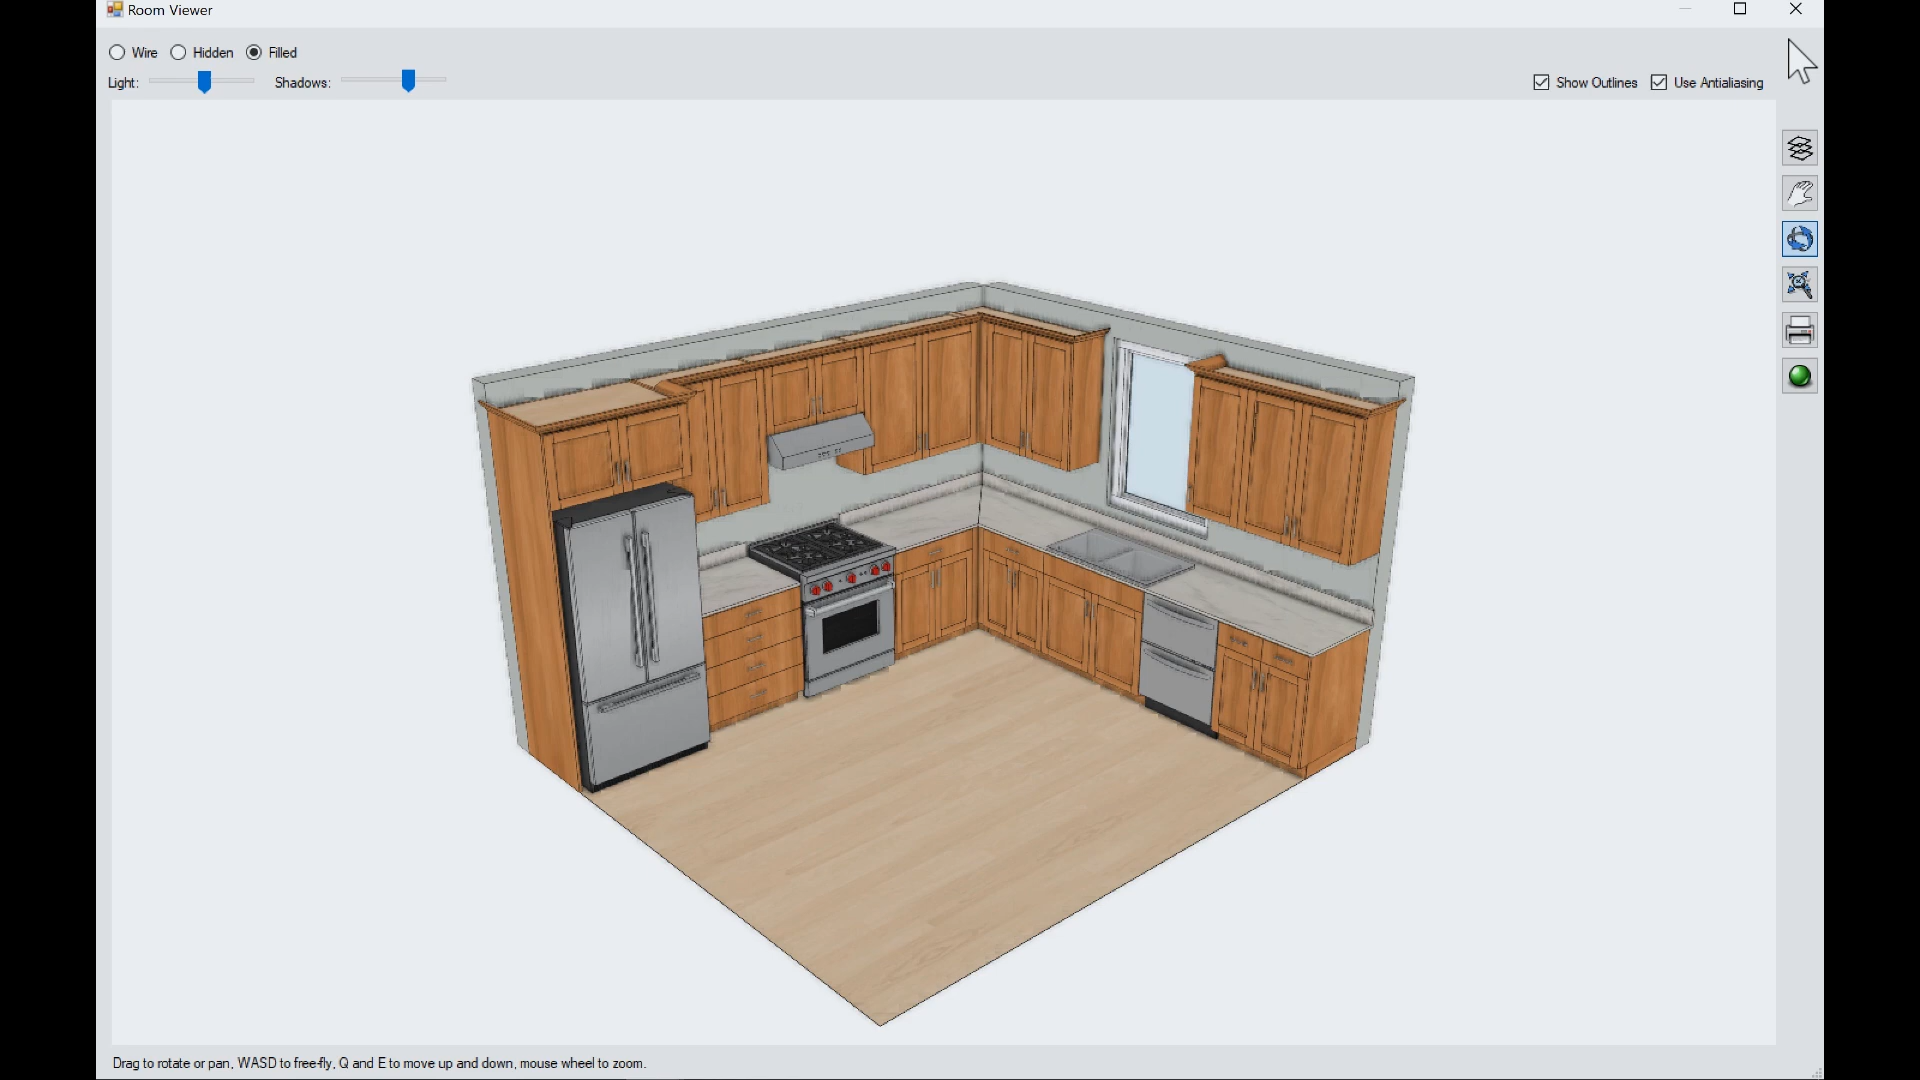 Room Viewer
Wire Hidden Filled
Light: Shadows: Show Outlines Use Antialiasing
Drag to rotate or pan, WASD to free-fly, Q and E to move up and down, mouse wheel to zoom.